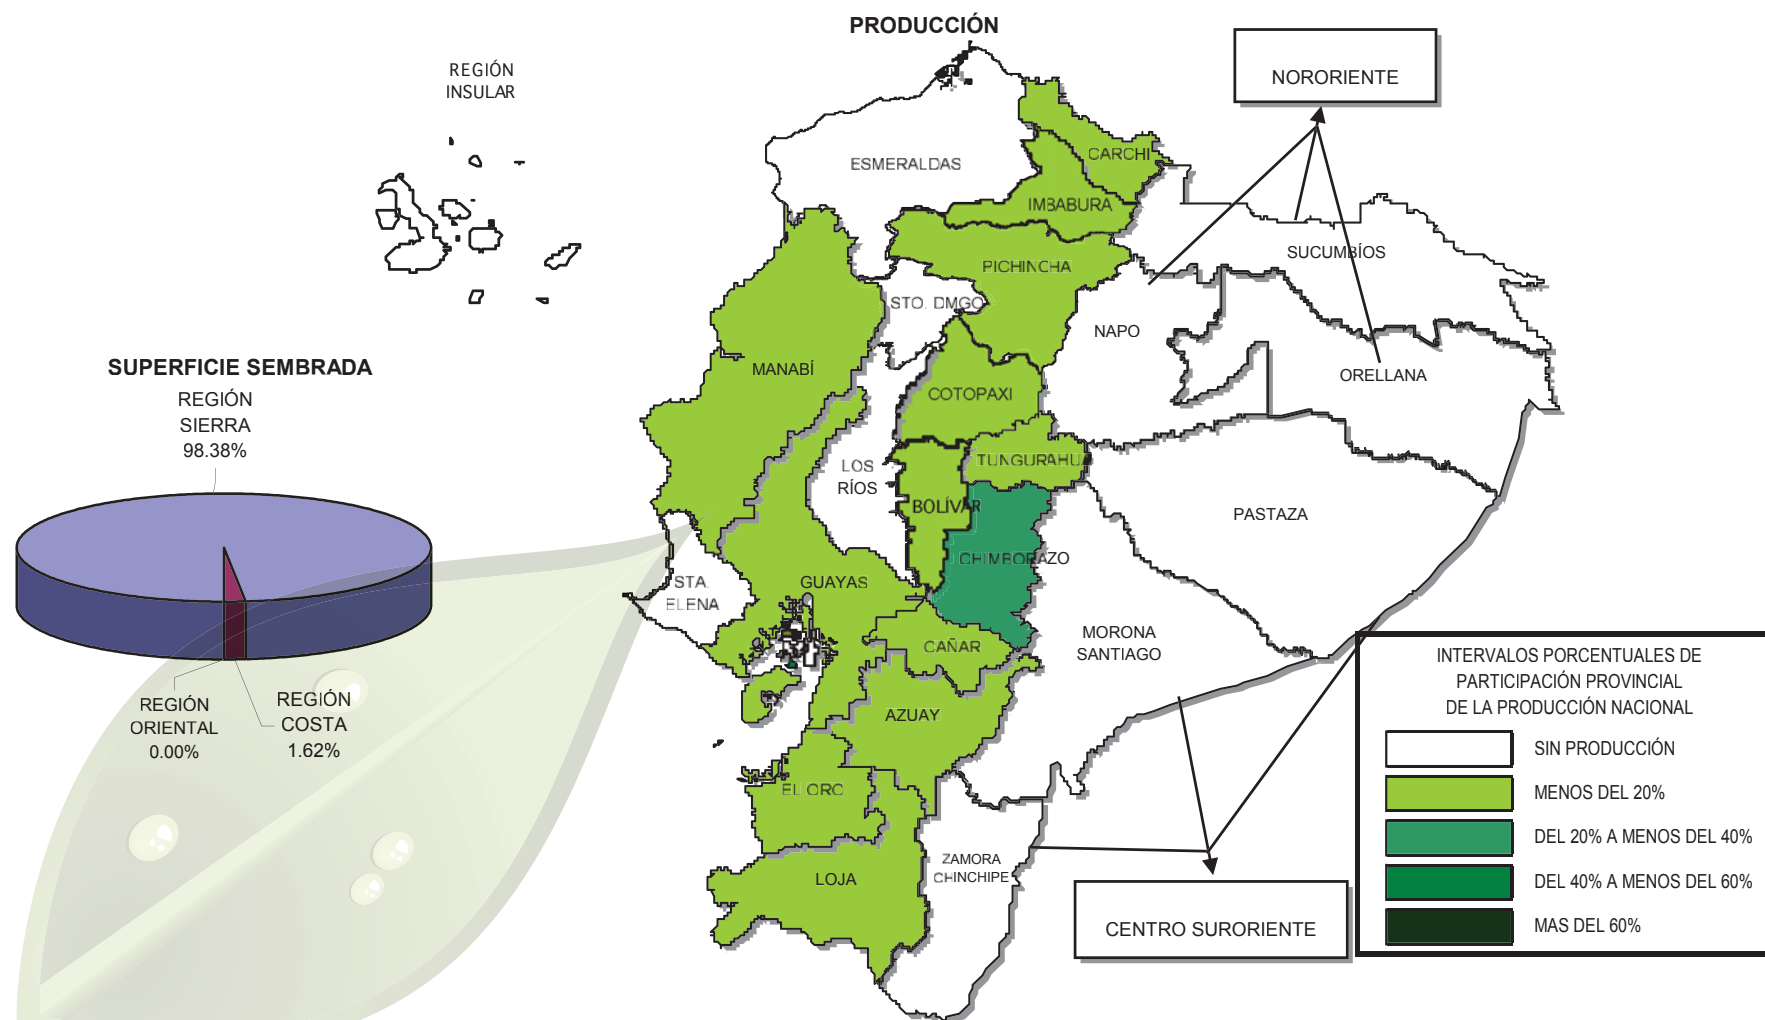 PRODUCCIÓN
REGIÓN
INSULAR
NORORIENTE
CARCHI
ESMERALDAS
IMBABURA
SUCUMBÍOS
PICHINCHA
STO. DMGO
NAPO
MANABÍ
ORELLANA
COTOPAXI
SUPERFICIE SEMBRADA
REGIÓN
SIERRA
98.38%
TUNGURAHUA
LOS
RÍOS
BOLÍVAR
PASTAZA
CHIMBORAZO
STA.
ELENA
GUAYAS
CAÑAR
MORONA
SANTIAGO
AZUAY
REGIÓN
ORIENTAL
0.00%
REGIÓN
COSTA
1.62%
EL ORO
LOJA
ZAMORA
CHINCHIPE
CENTRO SURORIENTE
INTERVALOS PORCENTUALES DE
PARTICIPACIÓN PROVINCIAL
DE LA PRODUCCIÓN NACIONAL
SIN PRODUCCIÓN
MENOS DEL 20%
DEL 20% A MENOS DEL 40%
DEL 40% A MENOS DEL 60%
MAS DEL 60%